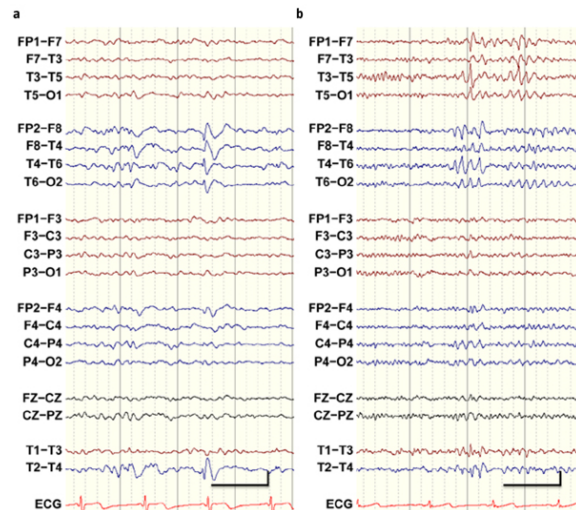 a
FP1-F7
F7-T3
T3-T5
T5-O1
FP2-F8
F8-T4
T4-T6
T6-O2
FP1-F3
F3-C3
C3-P3
P3-O1
FP2-F4
F4-C4
C4-P4
P4-O2
FZ-CZ
CZ-PZ
T1-T3
T2-T4
ECG
b
FP1-F7
F7-T3
T3-T5
T5-O1
FP2-F8
F8-T4
T4-T6
T6-O2
FP1-F3
F3-C3
C3-P3
P3-O1
FP2-F4
F4-C4
C4-P4
P4-O2
FZ-CZ
CZ-PZ
T1-T3
T2-T4
ECG